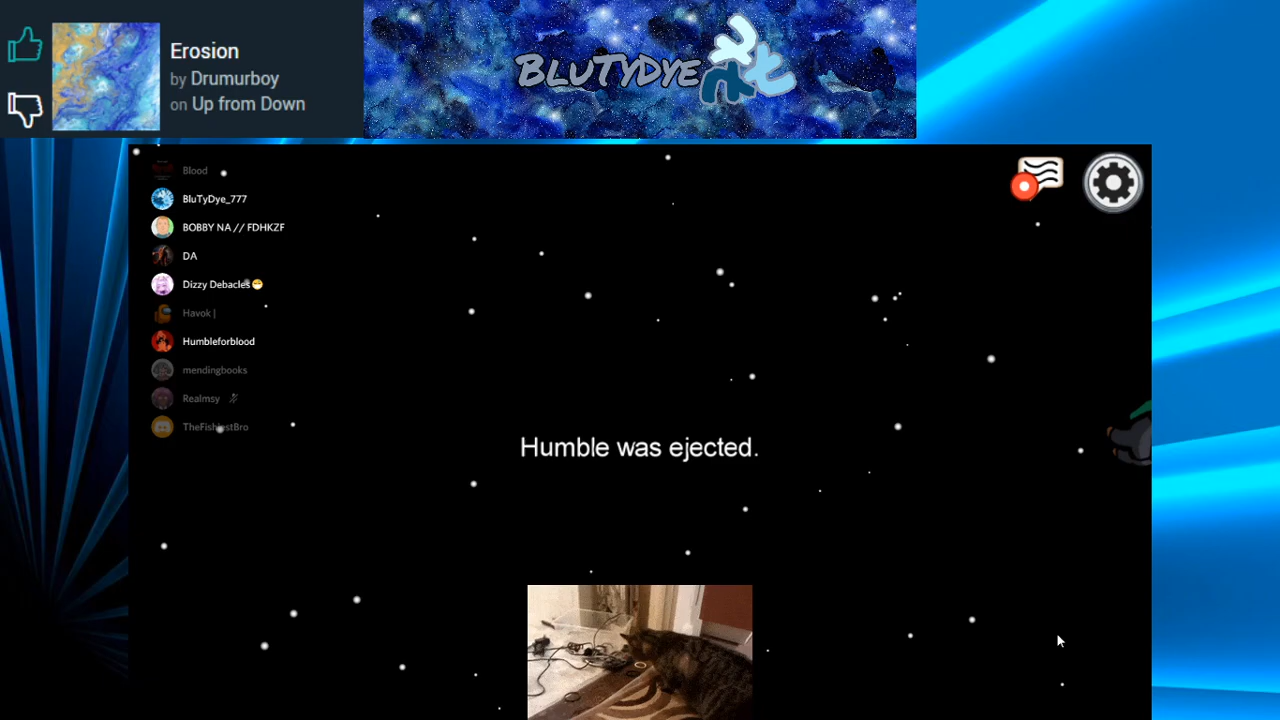 Erosion
by Drumurboy
on Up from Down
BLUTYDYE
Blood
BluTyDye_777
BOBBY NA // FDHKZF
DA
Dizzy Debacles😷
Havok |
Humbleforblood
mendingbooks
Realmsy
TheFishiestBro
Humble was ejected.